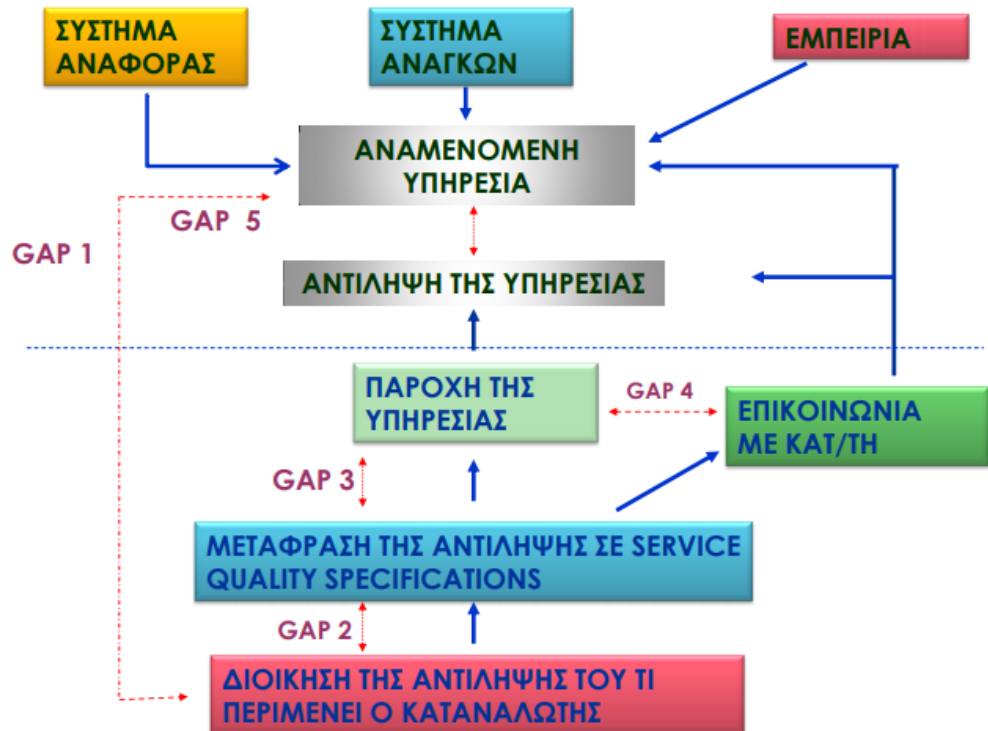 ΣΥΣΤΗΜΑ
ΑΝΑΦΟΡΑΣ
ΣΥΣΤΗΜΑ
ΑΝΑΓΚΩΝ
ΕΜΠΕΙΡΙΑ
ΑΝΑΜΕΝΟΜΕΝΗ
ΥΠΗΡΕΣΙΑ
GAP 5
GAP 1
ΑΝΤΙΛΗΨΗ ΤΗΣ ΥΠΗΡΕΣΙΑΣ
ΠΑΡΟΧΗ ΤΗΣ
ΥΠΗΡΕΣΙΑΣ
GAP 4
ΕΠΙΚΟΙΝΩΝΙΑ
ΜΕ ΚΑΤ/ΤΗ
GAP 3
ΜΕΤΑΦΡΑΣΗ ΤΗΣ ΑΝΤΙΛΗΨΗΣ ΣΕ SERVICE
QUALITY SPECIFICATIONS
GAP 2
ΔΙΟΙΚΗΣΗ ΤΗΣ ΑΝΤΙΛΗΨΗΣ ΤΟΥ ΤΙ
ΠΕΡΙΜΕΝΕΙ Ο ΚΑΤΑΝΑΛΩΤΗΣ